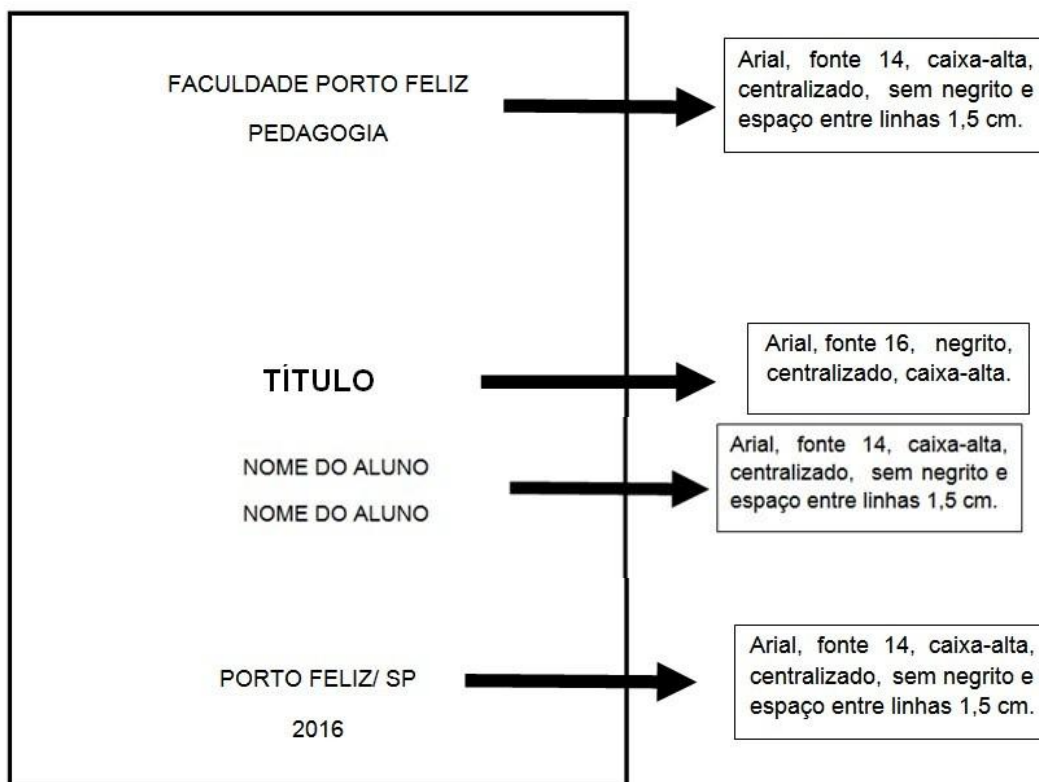 FACULDADE PORTO FELIZ
PEDAGOGIA
Arial, fonte 14, caixa-alta,
centralizado, sem negrito e
espaço entre linhas 1,5 cm.
TÍTULO
Arial, fonte 16, negrito,
centralizado, caixa-alta.
NOME DO ALUNO
NOME DO ALUNO
Arial, fonte 14, caixa-alta,
centralizado, sem negrito e
espaço entre linhas 1,5 cm.
PORTO FELIZ/ SP
2016
Arial, fonte 14, caixa-alta,
centralizado, sem negrito e
espaço entre linhas 1,5 cm.